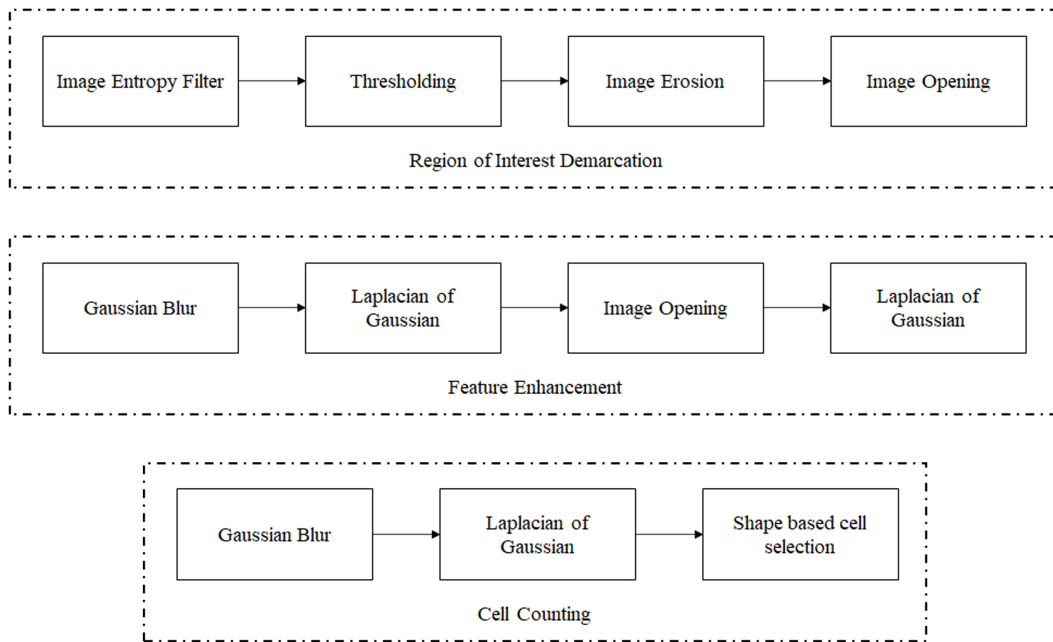 Image Entropy Filter
Thresholding
Image Erosion
Image Opening
Region of Interest Demarcation
Gaussian Blur
Laplacian of
Gaussian
Image Opening
Laplacian of
Gaussian
Feature Enhancement
Gaussian Blur
Laplacian of
Gaussian
Shape based cell
selection
Cell Counting